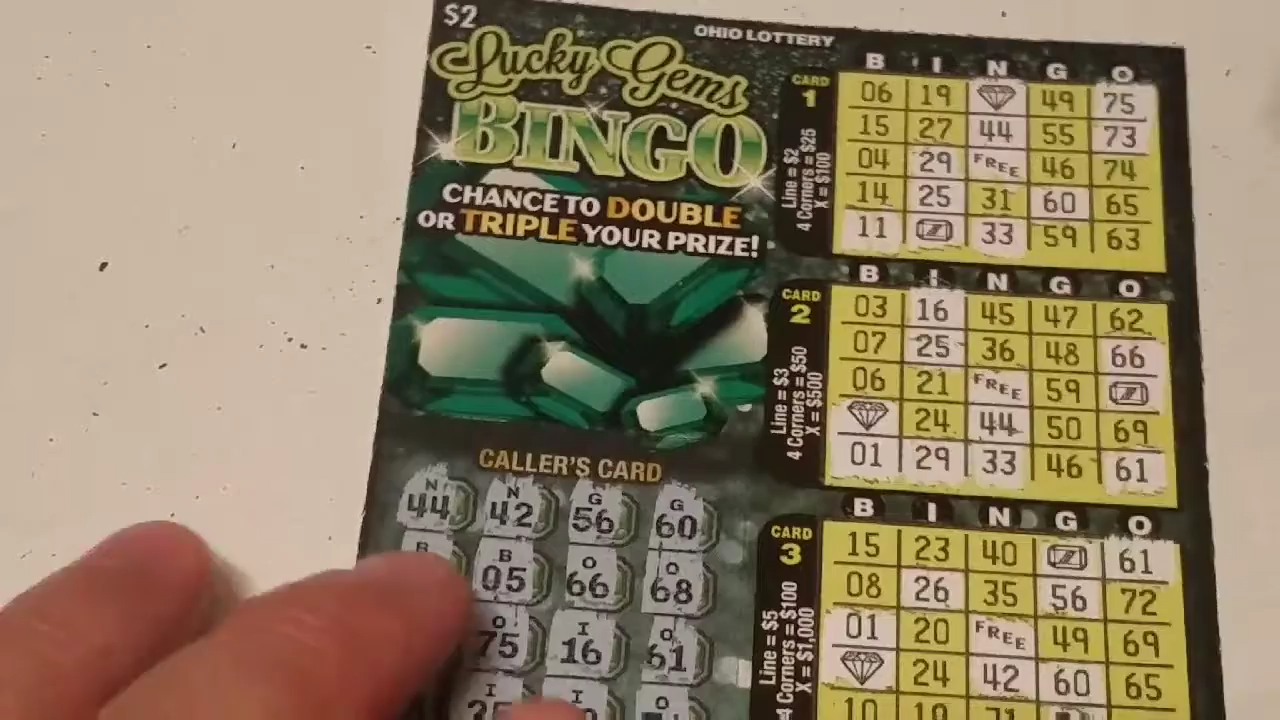 $2
OHIO LOTTERY
Lucky Gems
BINGO
CHANCE TO DOUBLE
OR TRIPLE YOUR PRIZE!
CARD 1
Line = $2
4 Corners = $25
X = $100
B I N G O
06 19 49 75
15 27 44 55 73
04 29 FREE 46 74
14 25 31 60 65
11 33 59 63
CARD 2
Line = $3
4 Corners = $50
X = $500
B I N G O
03 16 45 47 62
07 25 36 48 66
06 21 FREE 59
24 44 50 69
01 29 33 46 61
CARD 3
Line = $5
4 Corners = $100
X = $1,000
B I N G O
15 23 40 61
08 26 35 56 72
01 20 FREE 49 69
24 42 60 65
CALLER'S CARD
N N G G
44 42 56 60
B B O O
05 66 68
O I O
75 16 61
I I O